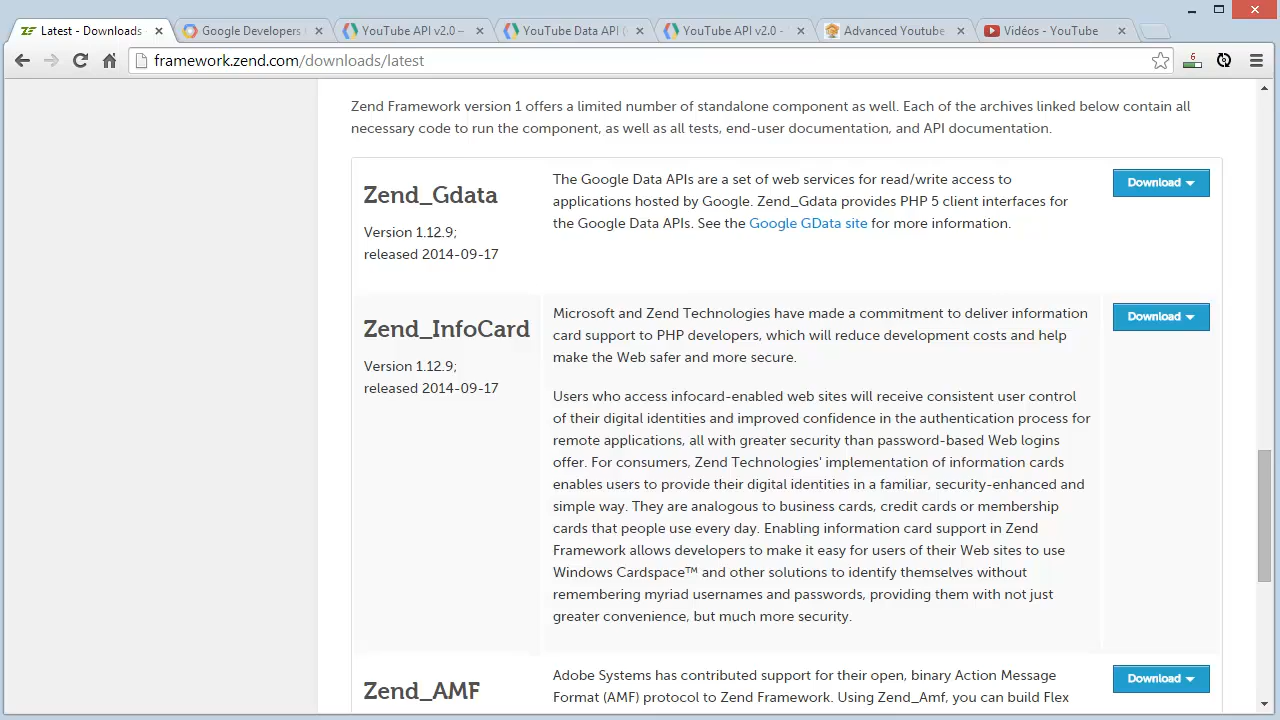 Latest - Downloads
Google Developers
YouTube API v2.0 –
YouTube Data API (
YouTube API v2.0 -
Advanced Youtube
Vidéos - YouTube
framework.zend.com/downloads/latest
6
Zend Framework version 1 offers a limited number of standalone component as well. Each of the archives linked below contain all
necessary code to run the component, as well as all tests, end-user documentation, and API documentation.
Zend_Gdata
Version 1.12.9;
released 2014-09-17
The Google Data APIs are a set of web services for read/write access to
applications hosted by Google. Zend_Gdata provides PHP 5 client interfaces for
the Google Data APIs. See the Google GData site for more information.
Download
Zend_InfoCard
Version 1.12.9;
released 2014-09-17
Microsoft and Zend Technologies have made a commitment to deliver information
card support to PHP developers, which will reduce development costs and help
make the Web safer and more secure.
Users who access infocard-enabled web sites will receive consistent user control
of their digital identities and improved confidence in the authentication process for
remote applications, all with greater security than password-based Web logins
offer. For consumers, Zend Technologies' implementation of information cards
enables users to provide their digital identities in a familiar, security-enhanced and
simple way. They are analogous to business cards, credit cards or membership
cards that people use every day. Enabling information card support in Zend
Framework allows developers to make it easy for users of their Web sites to use
Windows Cardspace™ and other solutions to identify themselves without
remembering myriad usernames and passwords, providing them with not just
greater convenience, but much more security.
Download
Zend_AMF
Adobe Systems has contributed support for their open, binary Action Message
Format (AMF) protocol to Zend Framework. Using Zend_Amf, you can build Flex
Download